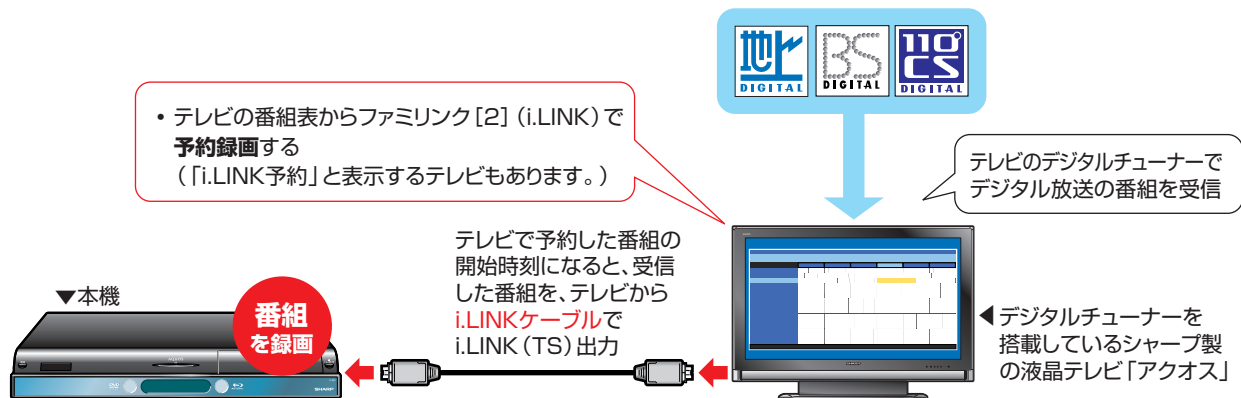 地上
DIGITAL
BS
DIGITAL
110°
CS
DIGITAL
• テレビの番組表からファミリンク[2](i.LINK)で
予約録画する
(「i.LINK予約」と表示するテレビもあります。)
テレビのデジタルチューナーで
デジタル放送の番組を受信
テレビで予約した番組の
開始時刻になると、受信
した番組を、テレビから
i.LINKケーブルで
i.LINK(TS)出力
▼本機
番組
を録画
SHARP
◀デジタルチューナーを
搭載しているシャープ製
の液晶テレビ「アクオス」